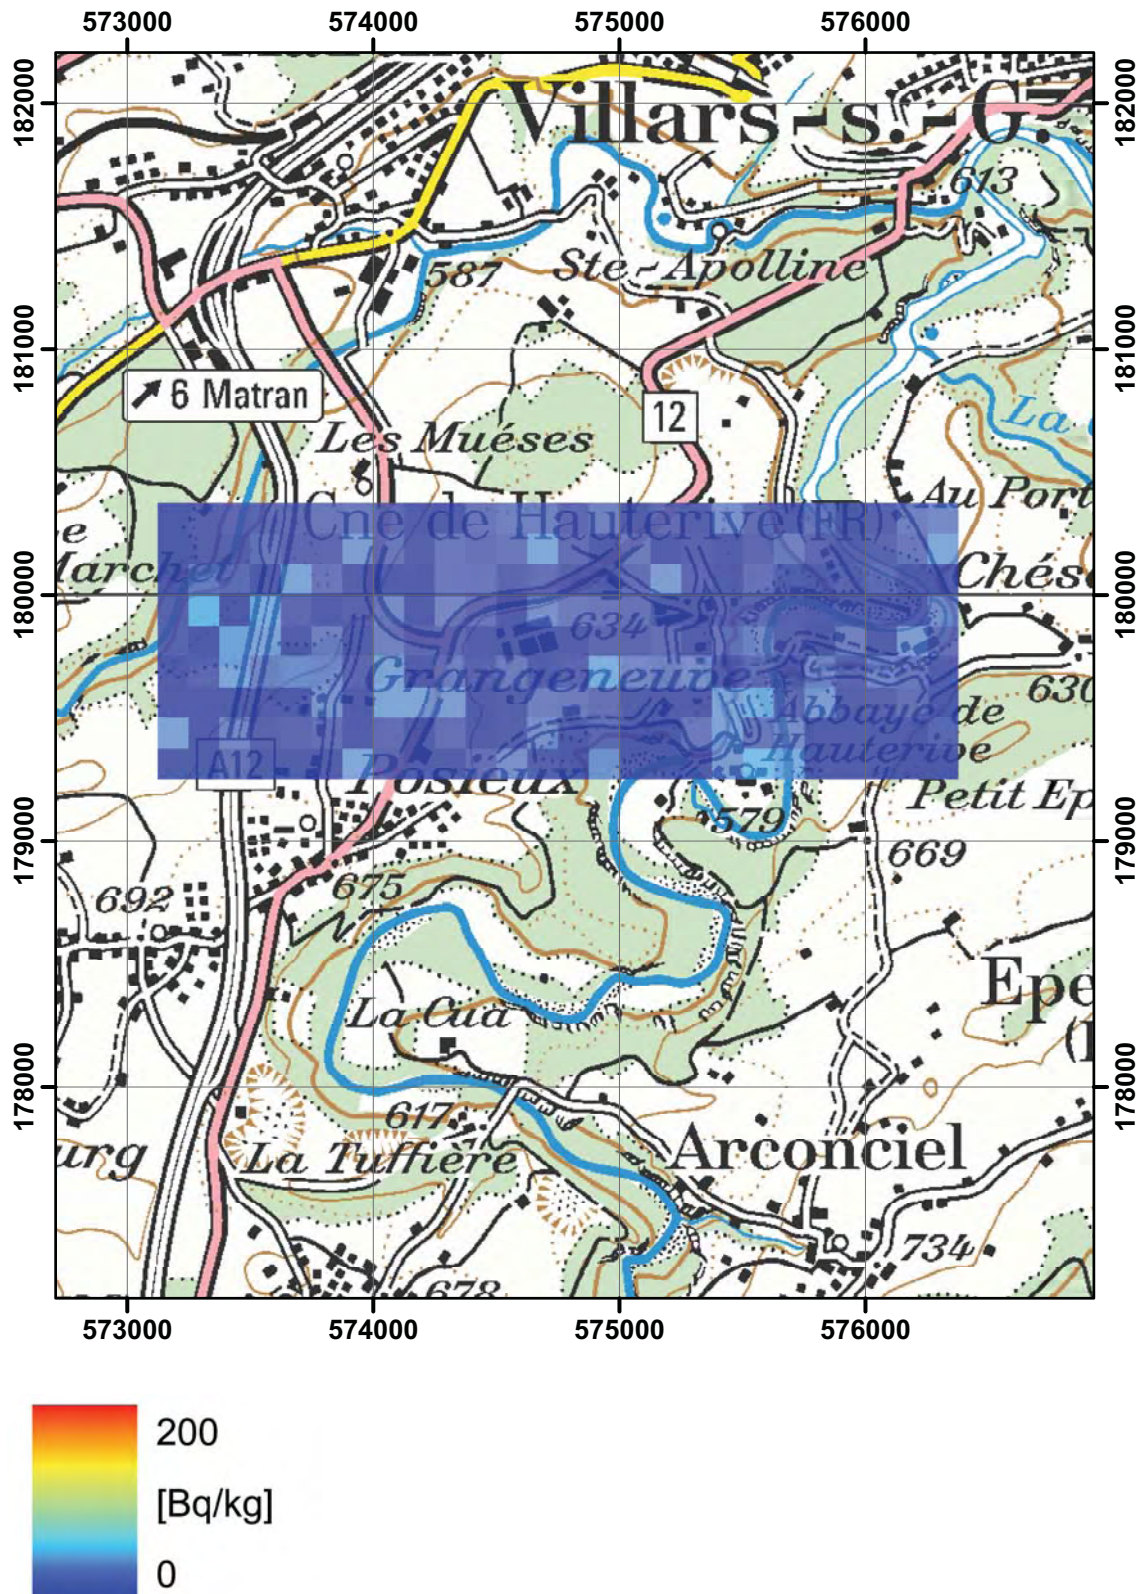 573000 574000 575000 576000
182000 182000
Villars-s.-G.
613
Ste-Apolline
587
181000 181000
6 Matran
12
La
Les Muéses
Au Port
Cne de Hauterive (FR)
e
Marchet
Chés
180000 180000
634
Grangeneuve
630
Abbaye de
Hauterive
A12
Posieux
Petit Ep
579
179000 179000
669
675
692
Epe
La Cua
(
178000 178000
617
Arconciel
urg
La Tuffière
734
678
573000 574000 575000 576000
200
[Bq/kg]
0